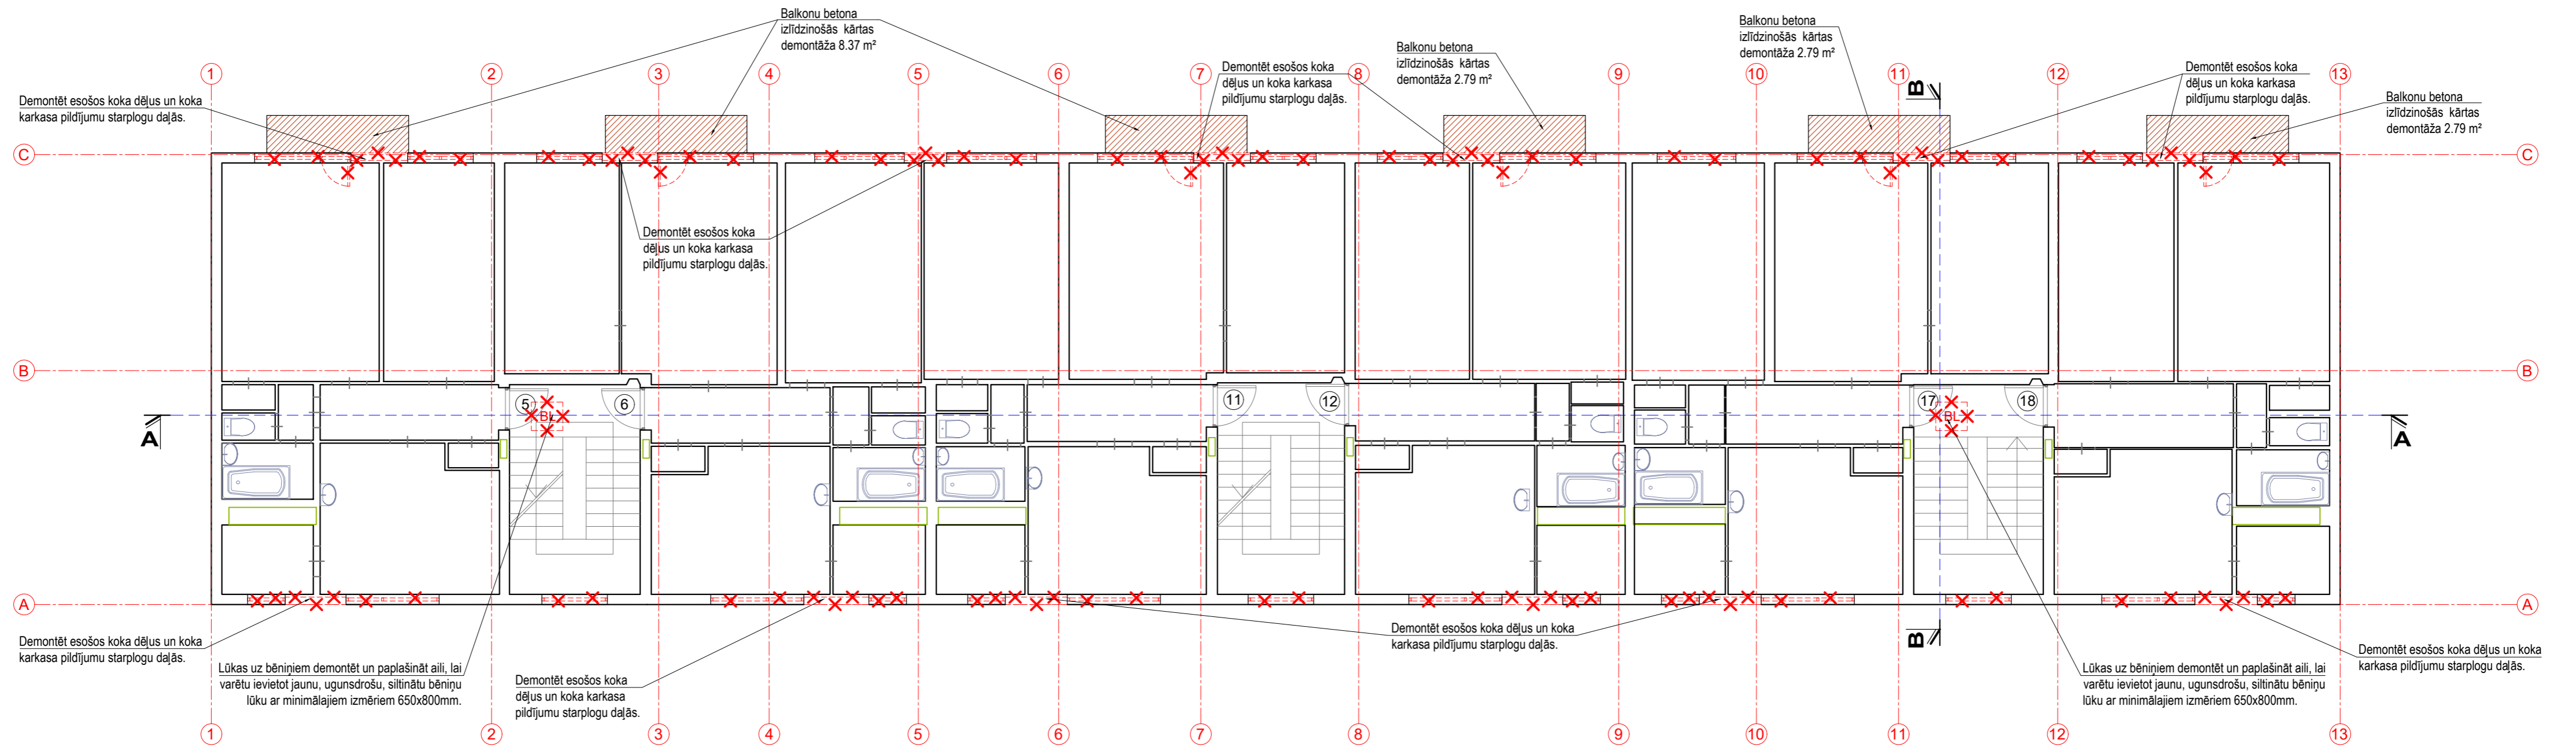 Balkonu betona
izlīdzinošās kārtas
demontāža 8.37 m²
Balkonu betona
izlīdzinošās kārtas
demontāža 2.79 m²
Balkonu betona
izlīdzinošās kārtas
demontāža 2.79 m²
Demontēt esošos koka
dēļus un koka karkasa
pildījumu starplogu daļās.
Demontēt esošos koka
dēļus un koka karkasa
pildījumu starplogu daļās.
Balkonu betona
izlīdzinošās kārtas
demontāža 2.79 m²
Demontēt esošos koka dēļus un koka
karkasa pildījumu starplogu daļās.
1 2 3 4 5 6 7 8 9 10 11 12 13
B
C C
Demontēt esošos koka
dēļus un koka karkasa
pildījumu starplogu daļās.
B B
5 BL 6 11 12 17 BL 18
A A
A A
Demontēt esošos koka dēļus un koka
karkasa pildījumu starplogu daļās.
Lūkas uz bēniņiem demontēt un paplašināt aili, lai
varētu ievietot jaunu, ugunsdrošu, siltinātu bēniņu
lūku ar minimālajiem izmēriem 650x800mm.
Demontēt esošos koka
dēļus un koka karkasa
pildījumu starplogu daļās.
Demontēt esošos koka dēļus un koka
karkasa pildījumu starplogu daļās.
B
Lūkas uz bēniņiem demontēt un paplašināt aili, lai
varētu ievietot jaunu, ugunsdrošu, siltinātu bēniņu
lūku ar minimālajiem izmēriem 650x800mm.
Demontēt esošos koka dēļus un koka
karkasa pildījumu starplogu daļās.
1 2 3 4 5 6 7 8 9 10 11 12 13